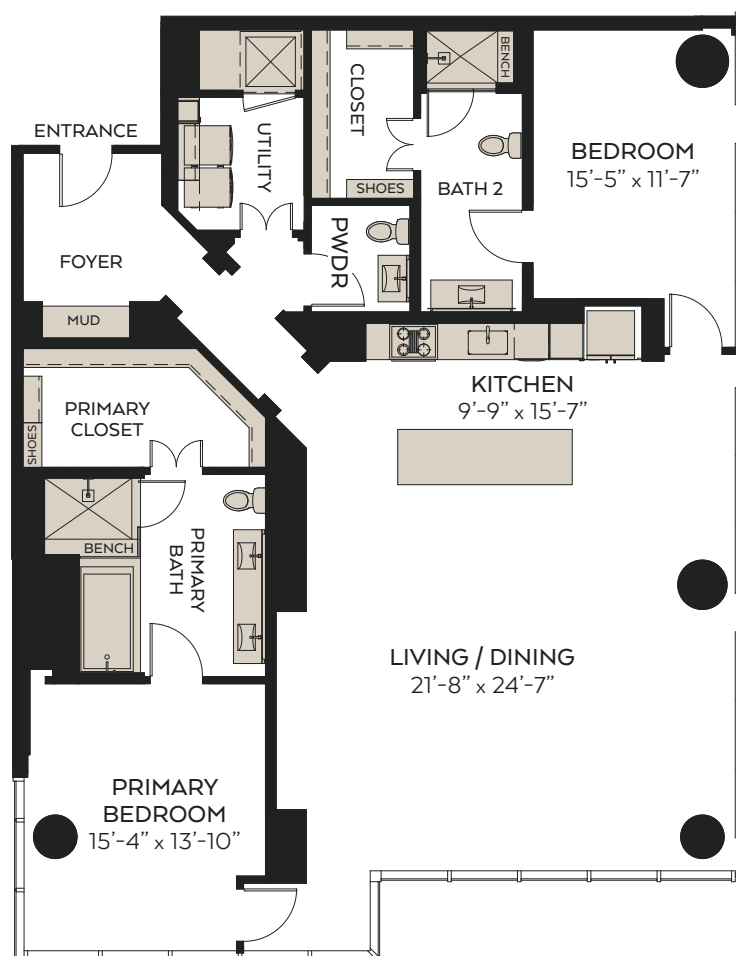 ENTRANCE
FOYER
MUD
UTILITY
CLOSET
SHOES
BENCH
BATH 2
PWDR
BEDROOM
15’-5” x 11’-7”
KITCHEN
9’-9” x 15’-7”
PRIMARY
CLOSET
SHOES
BENCH
PRIMARY
BATH
LIVING / DINING
21’-8” x 24’-7”
PRIMARY
BEDROOM
15’-4” x 13’-10”